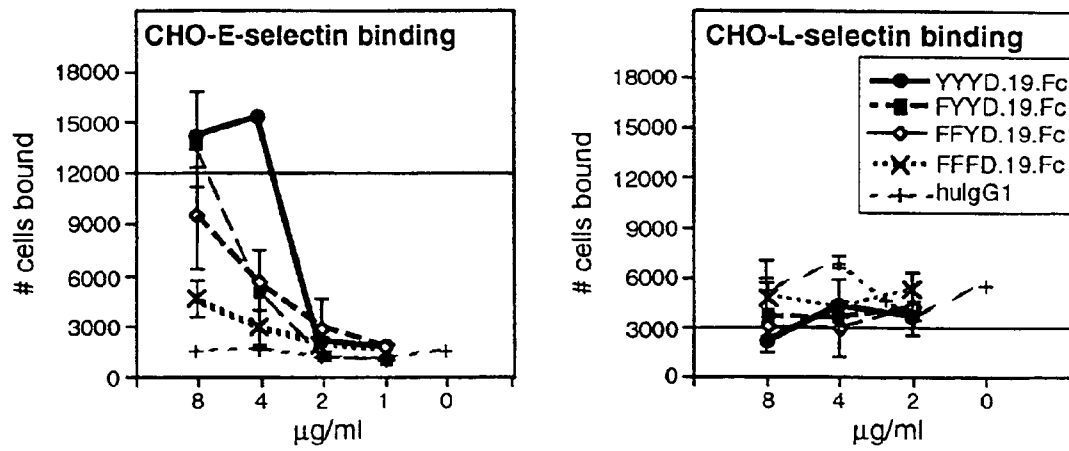 CHO-E-selectin binding
# cells bound
18000
15000
12000
9000
6000
3000
0
8 4 2 1 0
µg/ml
CHO-L-selectin binding
# cells bound
18000
15000
12000
9000
6000
3000
0
8 4 2 0
µg/ml
YYYD.19.Fc
FYYD.19.Fc
FFYD.19.Fc
FFFD.19.Fc
huIgG1